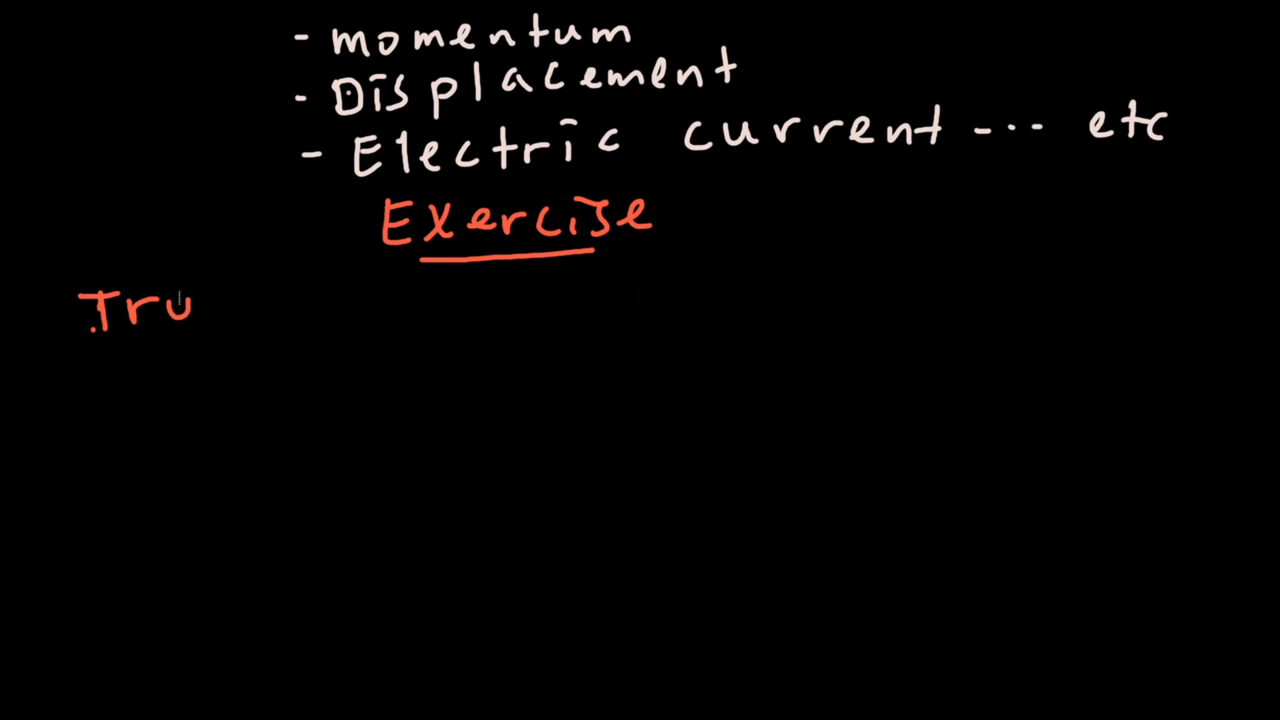 - momentum
- Displacement
- Electric current --.. etc
Exercise
Tru